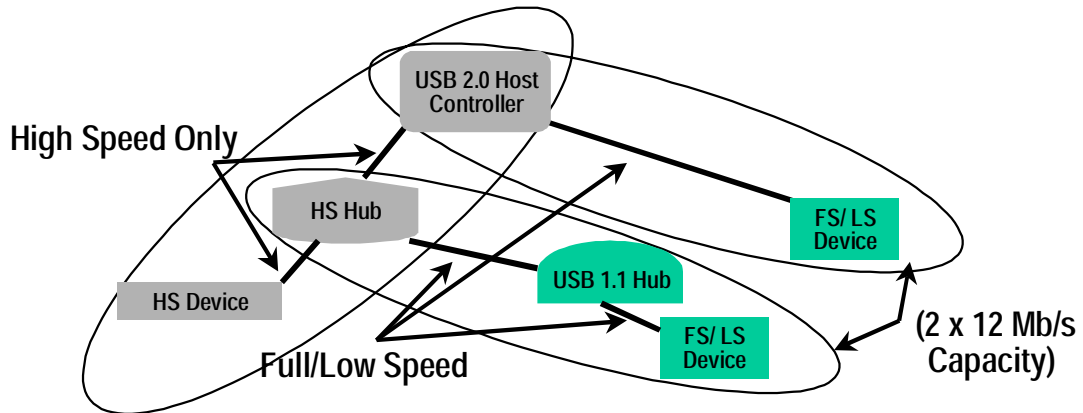 USB 2.0 Host
Controller
High Speed Only
HS Hub
FS/ LS
Device
USB 1.1 Hub
HS Device
(2 x 12 Mb/s
Capacity)
FS/ LS
Device
Full/Low Speed